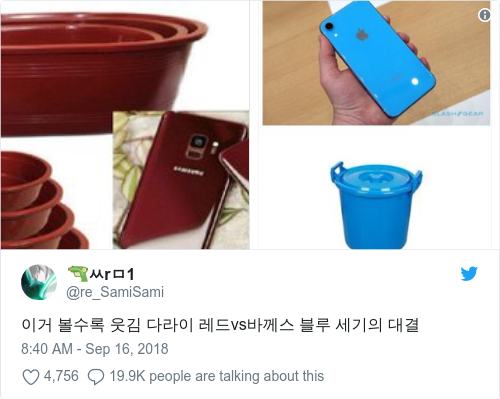 SAMSUNG
SLASHGEAR
🔫ㅆrㅁ1
@re_SamiSami
이거 볼수록 웃김 다라이 레드vs바께스 블루 세기의 대결
8:40 AM - Sep 16, 2018
4,756
19.9K people are talking about this